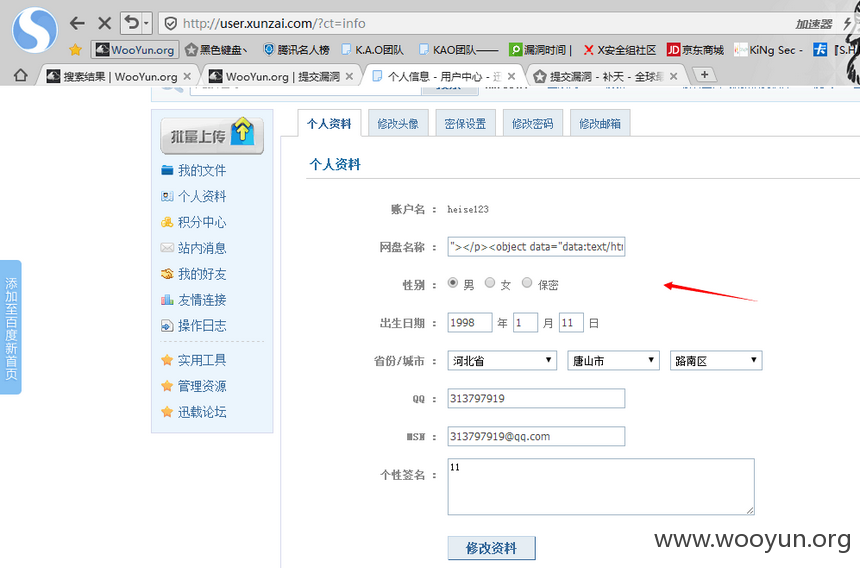 http://user.xunzai.com/?ct=info
加速器
WooYun.org 黑色键盘、 腾讯名人榜 K.A.O团队 KAO团队—— 漏洞时间 | X安全组社区 京东商城 KiNg Sec -
搜索结果 | WooYun.org WooYun.org | 提交漏洞 个人信息 - 用户中心 - 提交漏洞 - 补天 - 全球
批量上传
我的文件
个人资料
积分中心
站内消息
我的好友
友情连接
操作日志
实用工具
管理资源
迅载论坛
添加至百度新首页
个人资料 修改头像 密保设置 修改密码 修改邮箱
个人资料
账户名 : heise123
网盘名称 : "></p><object data="data:text/ht
性别 : 男 女 保密
出生日期 : 1998 年 1 月 11 日
省份/城市 : 河北省 唐山市 路南区
QQ : 313797919
MSN : 313797919@qq.com
个性签名 : 11
修改资料
www.wooyun.org